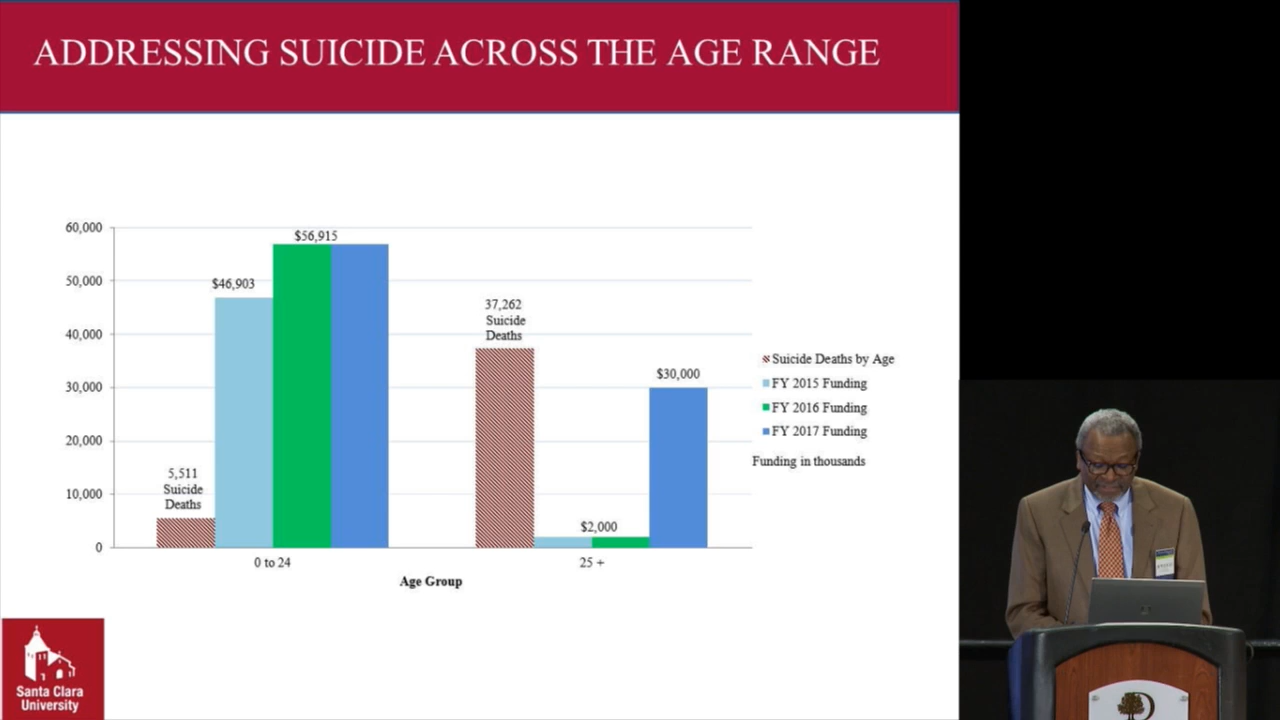 ADDRESSING SUICIDE ACROSS THE AGE RANGE
60,000
50,000
40,000
30,000
20,000
10,000
0
5,511
Suicide
Deaths
$46,903
$56,915
37,262
Suicide
Deaths
$2,000
$30,000
0 to 24
25 +
Age Group
Suicide Deaths by Age
FY 2015 Funding
FY 2016 Funding
FY 2017 Funding
Funding in thousands
Santa Clara
University
D